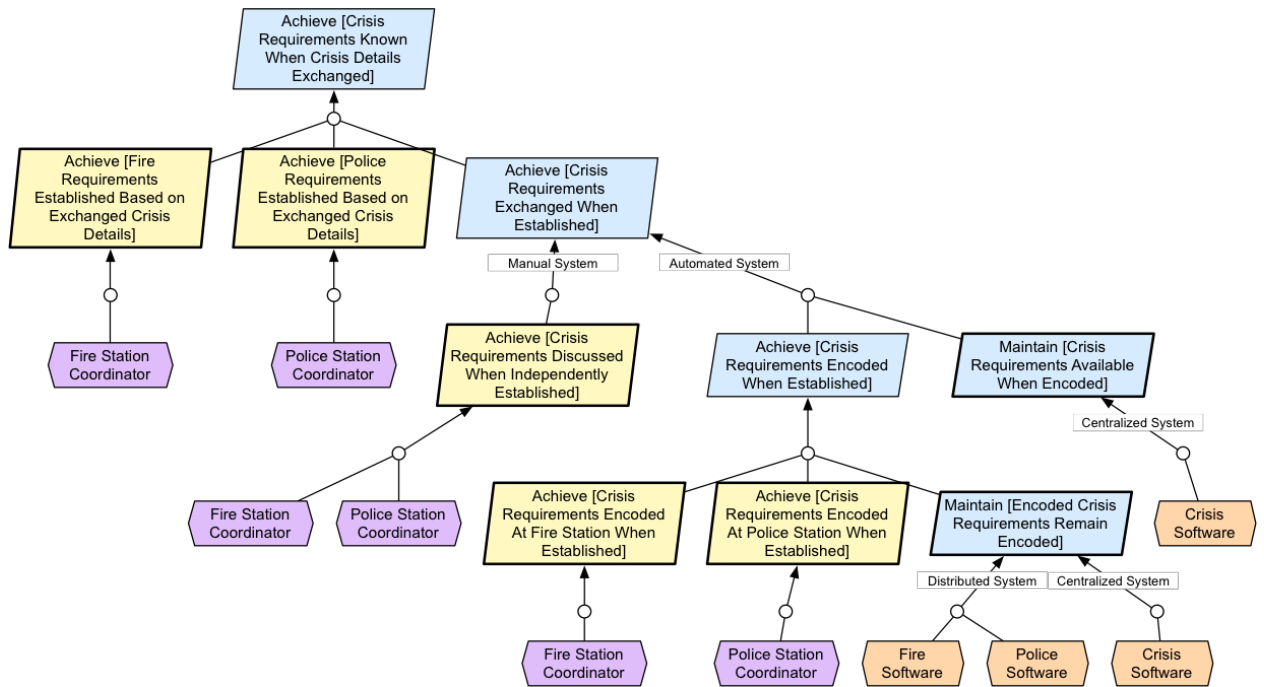 Achieve [Crisis
Requirements Known
When Crisis Details
Exchanged]
Achieve [Fire
Requirements
Established Based on
Exchanged Crisis
Details]
Achieve [Police
Requirements
Established Based on
Exchanged Crisis
Details]
Achieve [Crisis
Requirements
Exchanged When
Established]
Manual System
Automated System
Fire Station
Coordinator
Police Station
Coordinator
Achieve [Crisis
Requirements Discussed
When Independently
Established]
Achieve [Crisis
Requirements Encoded
When Established]
Maintain [Crisis
Requirements Available
When Encoded]
Centralized System
Fire Station
Coordinator
Police Station
Coordinator
Achieve [Crisis
Requirements Encoded
At Fire Station When
Established]
Achieve [Crisis
Requirements Encoded
At Police Station When
Established]
Maintain [Encoded Crisis
Requirements Remain
Encoded]
Crisis
Software
Distributed System
Centralized System
Fire Station
Coordinator
Police Station
Coordinator
Fire
Software
Police
Software
Crisis
Software